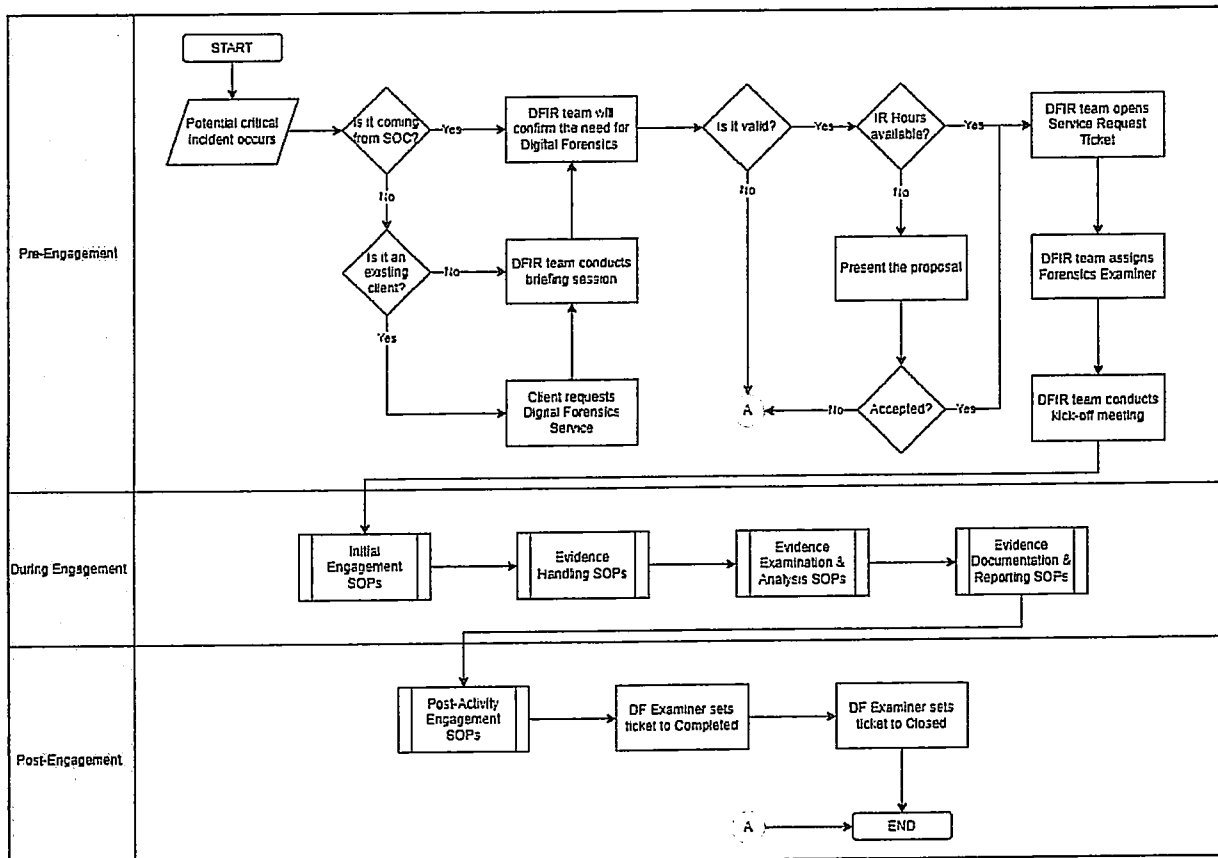 START
Potential critical
incident occurs
Is it coming
from SOC?
Yes
DFIR team will
confirm the need for
Digital Forensics
Is it valid?
Yes
IR Hours
available?
Yes
DFIR team opens
Service Request
Ticket
No
No
No
Pre-Engagement
Is it an
existing
client?
No
DFIR team conducts
briefing session
Present the proposal
DFIR team assigns
Forensics Examiner
Yes
Client requests
Digital Forensics
Service
A
No
Accepted?
Yes
DFIR team conducts
kick-off meeting
During Engagement
Initial
Engagement
SOPs
Evidence
Handling SOPs
Evidence
Examination &
Analysis SOPs
Evidence
Documentation &
Reporting SOPs
Post-Engagement
Post-Activity
Engagement
SOPs
DF Examiner sets
ticket to Completed
DF Examiner sets
ticket to Closed
A
END